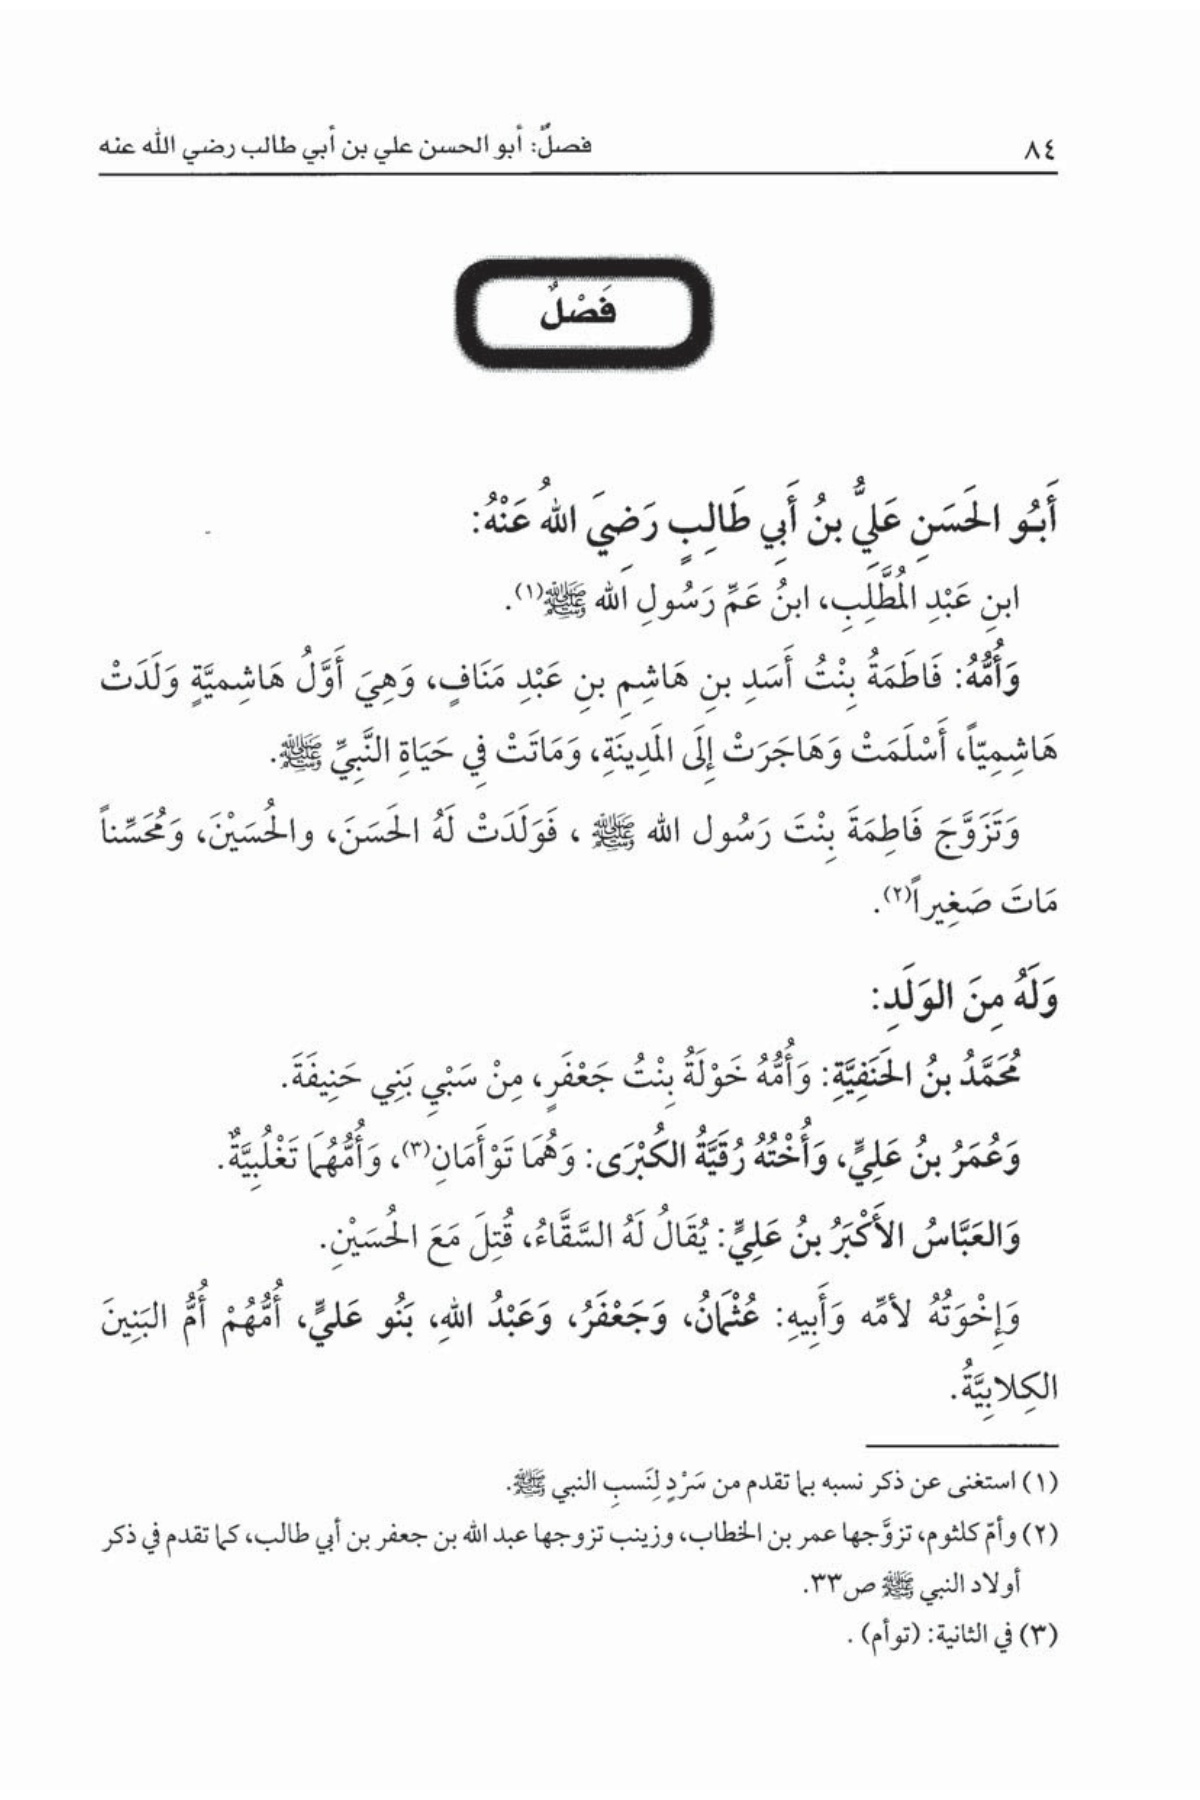 ٨٤
فصلٌ: أبو الحسن علي بن أبي طالب رضي الله عنه
فَصْلٌ
أَبُو الحَسَنِ عَلِيُّ بنُ أَبِي طَالِبٍ رَضِيَ اللهُ عَنْهُ:
ابنِ عَبْدِ المُطَّلِبِ، ابنُ عَمِّ رَسُولِ الله ﷺ(١).
وَأُمُّهُ: فَاطَمَةُ بِنْتُ أَسَدِ بنِ هَاشِمِ بنِ عَبْدِ مَنَافٍ، وَهِيَ أَوَّلُ هَاشِميَّةٍ وَلَدَتْ
هَاشِمِيّاً، أَسْلَمَتْ وَهَاجَرَتْ إِلَى المَدِينَةِ، وَمَاتَتْ فِي حَيَاةِ النَّبِيِّ ﷺ.
وَتَزَوَّجَ فَاطِمَةَ بِنْتَ رَسُول الله ﷺ ، فَوَلَدَتْ لَهُ الحَسَنَ، والحُسَيْنَ، وَمُحَسِّناً
مَاتَ صَغِيراً(٢).
وَلَهُ مِنَ الوَلَدِ:
مُحَمَّدُ بنُ الحَنَفِيَّةِ: وَأُمُّهُ خَوْلَةُ بِنْتُ جَعْفَرٍ، مِنْ سَبْيِ بَنِي حَنِيفَةَ.
وَعُمَرُ بنُ عَلِيٍّ، وَأُخْتُهُ رُقَيَّةُ الكُبْرَى: وَهُمَا تَوْأَمَانِ(٣)، وَأُمُّهُمَا تَغْلُبِيَّةٌ.
وَالعَبَّاسُ الأَكْبَرُ بنُ عَلِيٍّ: يُقَالُ لَهُ السَّقَّاءُ، قُتِلَ مَعَ الحُسَيْنِ.
وَإِخْوَتُهُ لأمِّه وَأَبِيهِ: عُثْمَانُ، وَجَعْفَرُ، وَعَبْدُ اللهِ، بَنُو عَليٍّ، أُمُّهُمْ أُمُّ البَنِينَ
الكِلابِيَّةُ.
(١) استغنى عن ذكر نسبه بما تقدم من سَرْدٍ لِنَسبِ النبي ﷺ.
(٢) وأمّ كلثوم، تزوَّجها عمر بن الخطاب، وزينب تزوجها عبد الله بن جعفر بن أبي طالب، كما تقدم في ذكر
أولاد النبي ﷺ ص٣٣.
(٣) في الثانية: (توأم) .